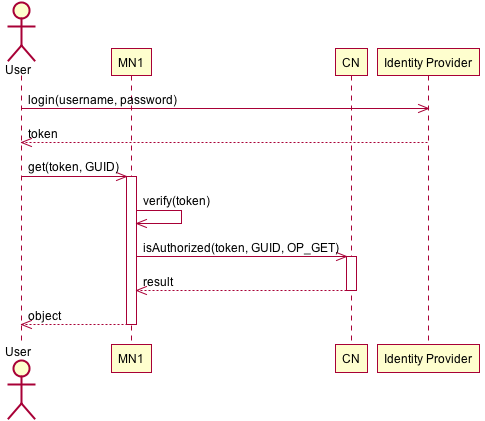 User
MN1
CN
Identity Provider
login(username, password)
token
get(token, GUID)
verify(token)
isAuthorized(token, GUID, OP_GET)
result
object
User
MN1
CN
Identity Provider